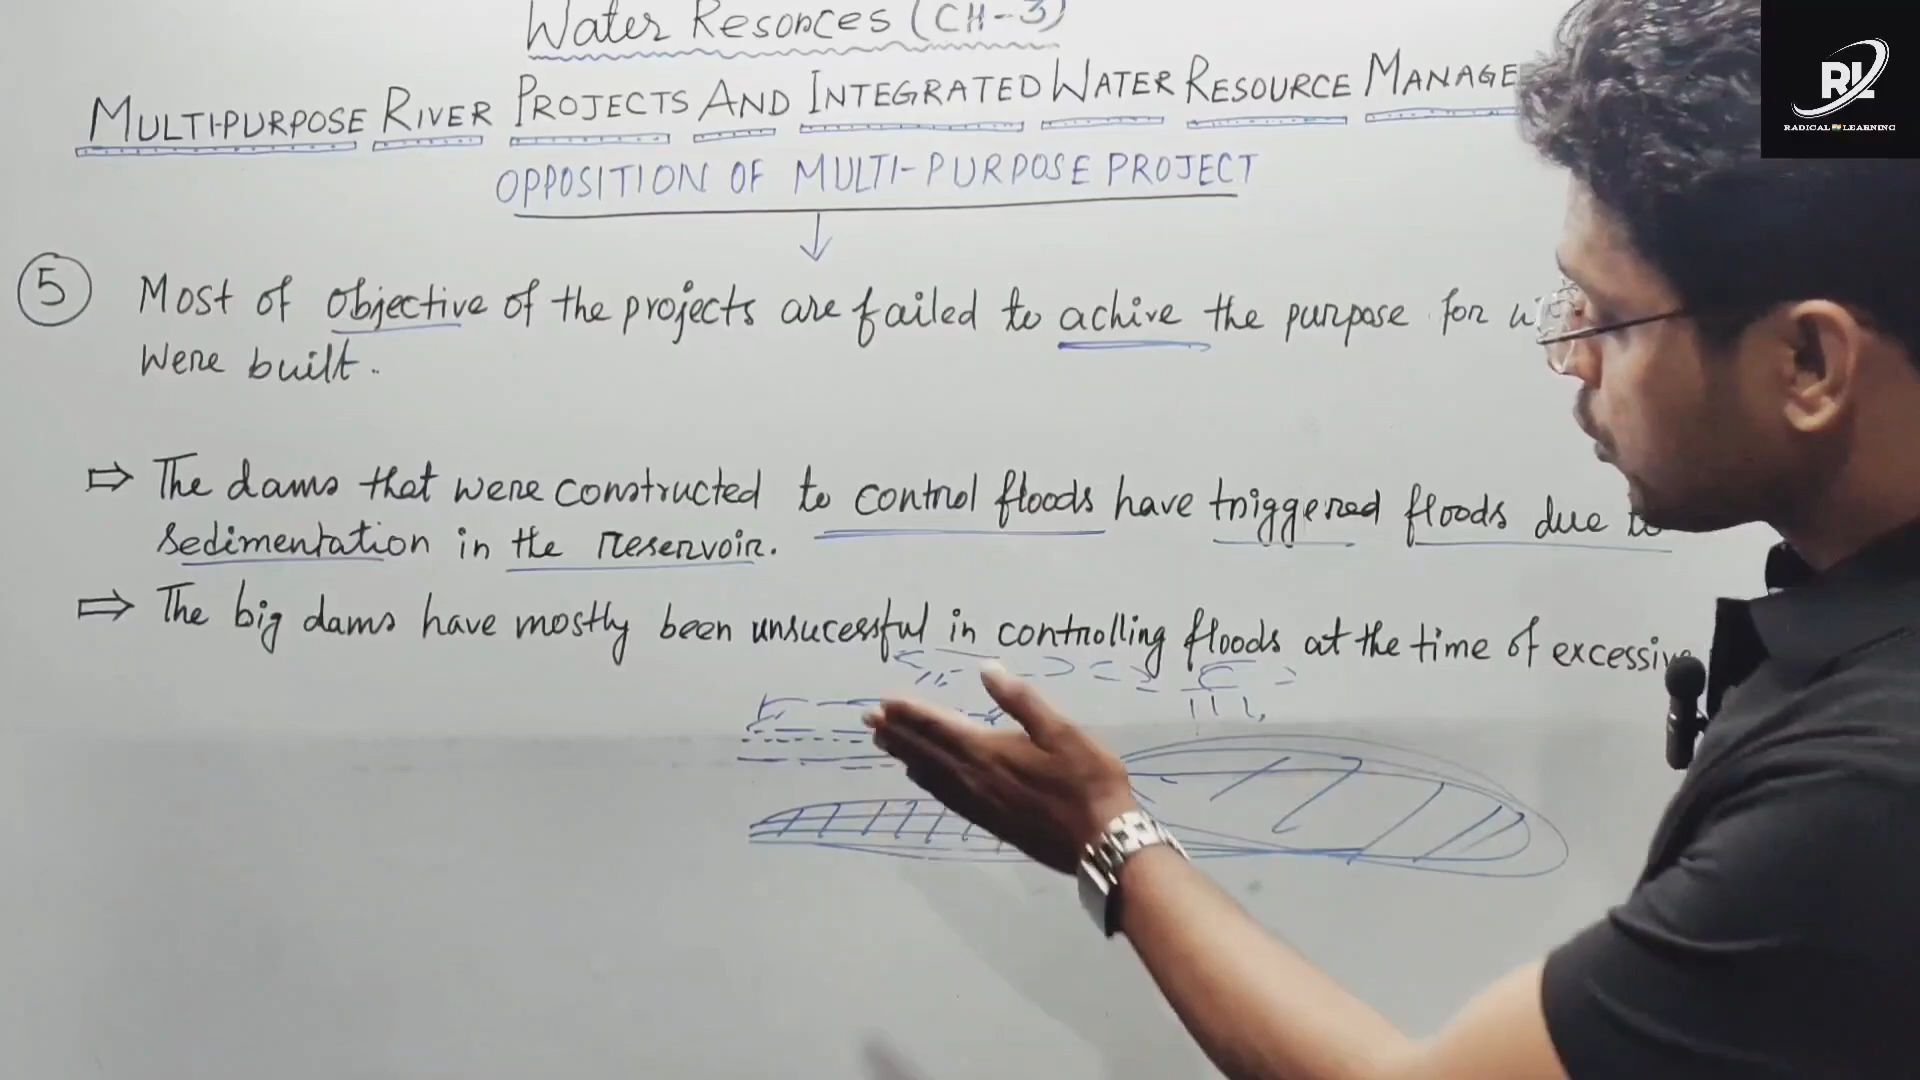 Water Resonces (CH-3)
MULTI-PURPOSE RIVER PROJECTS AND INTEGRATED WATER RESOURCE MANAGE
OPPOSITION OF MULTI-PURPOSE PROJECT
5 Most of objective of the projects are failed to achive the purpose for
were built.
⇒ The dams that were constructed to control floods have triggered floods due to
sedimentation in the reservoir.
⇒ The big dams have mostly been unsucessful in controlling floods at the time of excessive
RL
RADICAL LEARNING